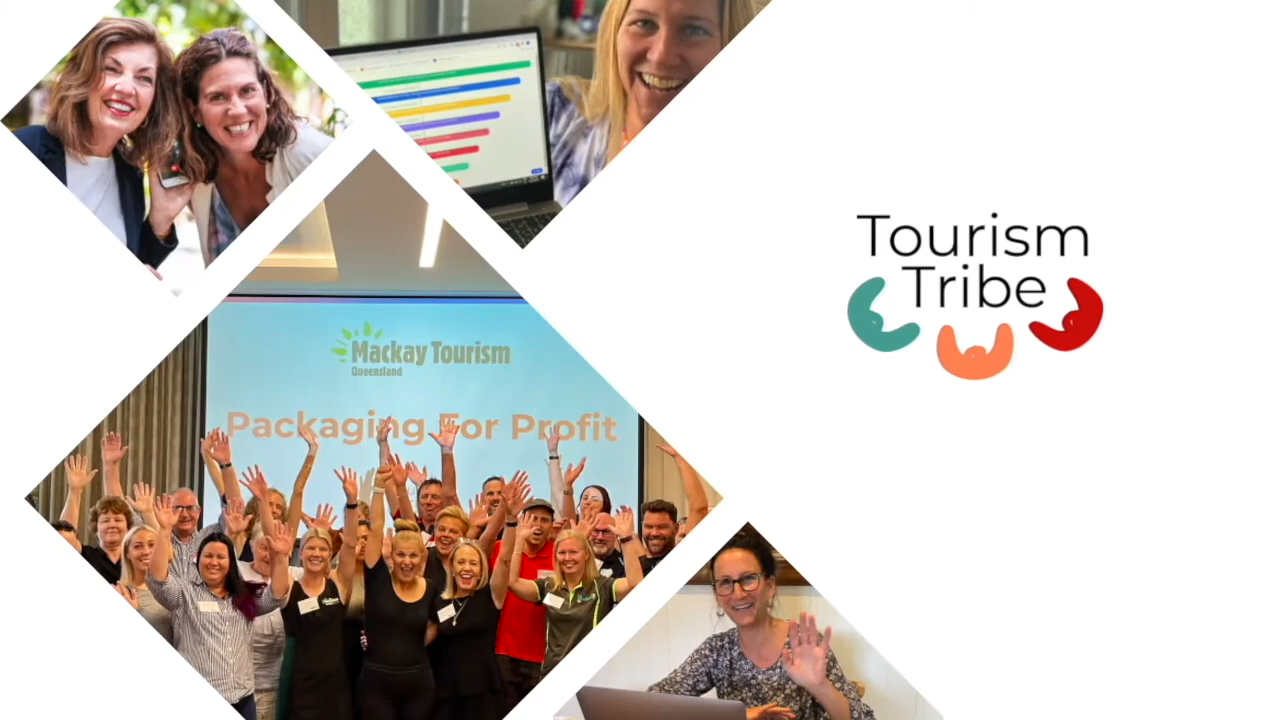 Tourism
Tribe
Mackay Tourism
Queensland
Packaging For Profit